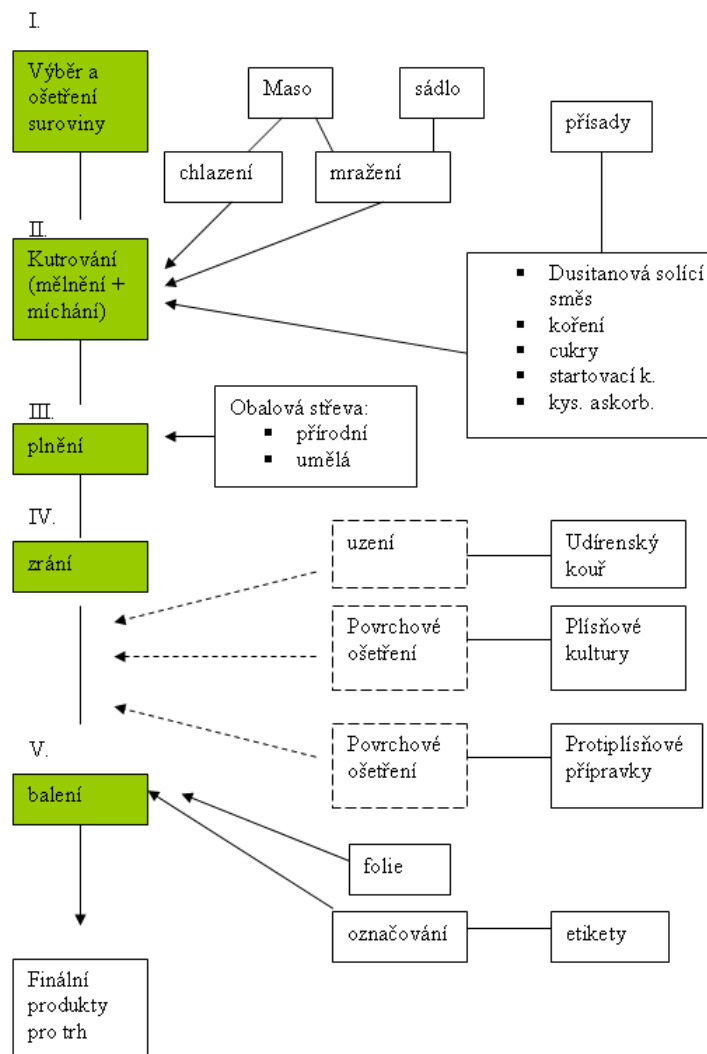 I.
Výběr a
ošetření
suroviny
Maso
sádlo
přísady
chlazení
mražení
II.
Kutrování
(mělnění +
míchání)
▪ Dusitanová solící
směs
▪ koření
▪ cukry
▪ startovací k.
▪ kys. askorb.
III.
plnění
Obalová střeva:
▪ přírodní
▪ umělá
IV.
zrání
uzení
Udírenský
kouř
Povrchové
ošetření
Plísňové
kultury
Povrchové
ošetření
Protiplísňové
přípravky
V.
balení
folie
označování
etikety
Finální
produkty
pro trh